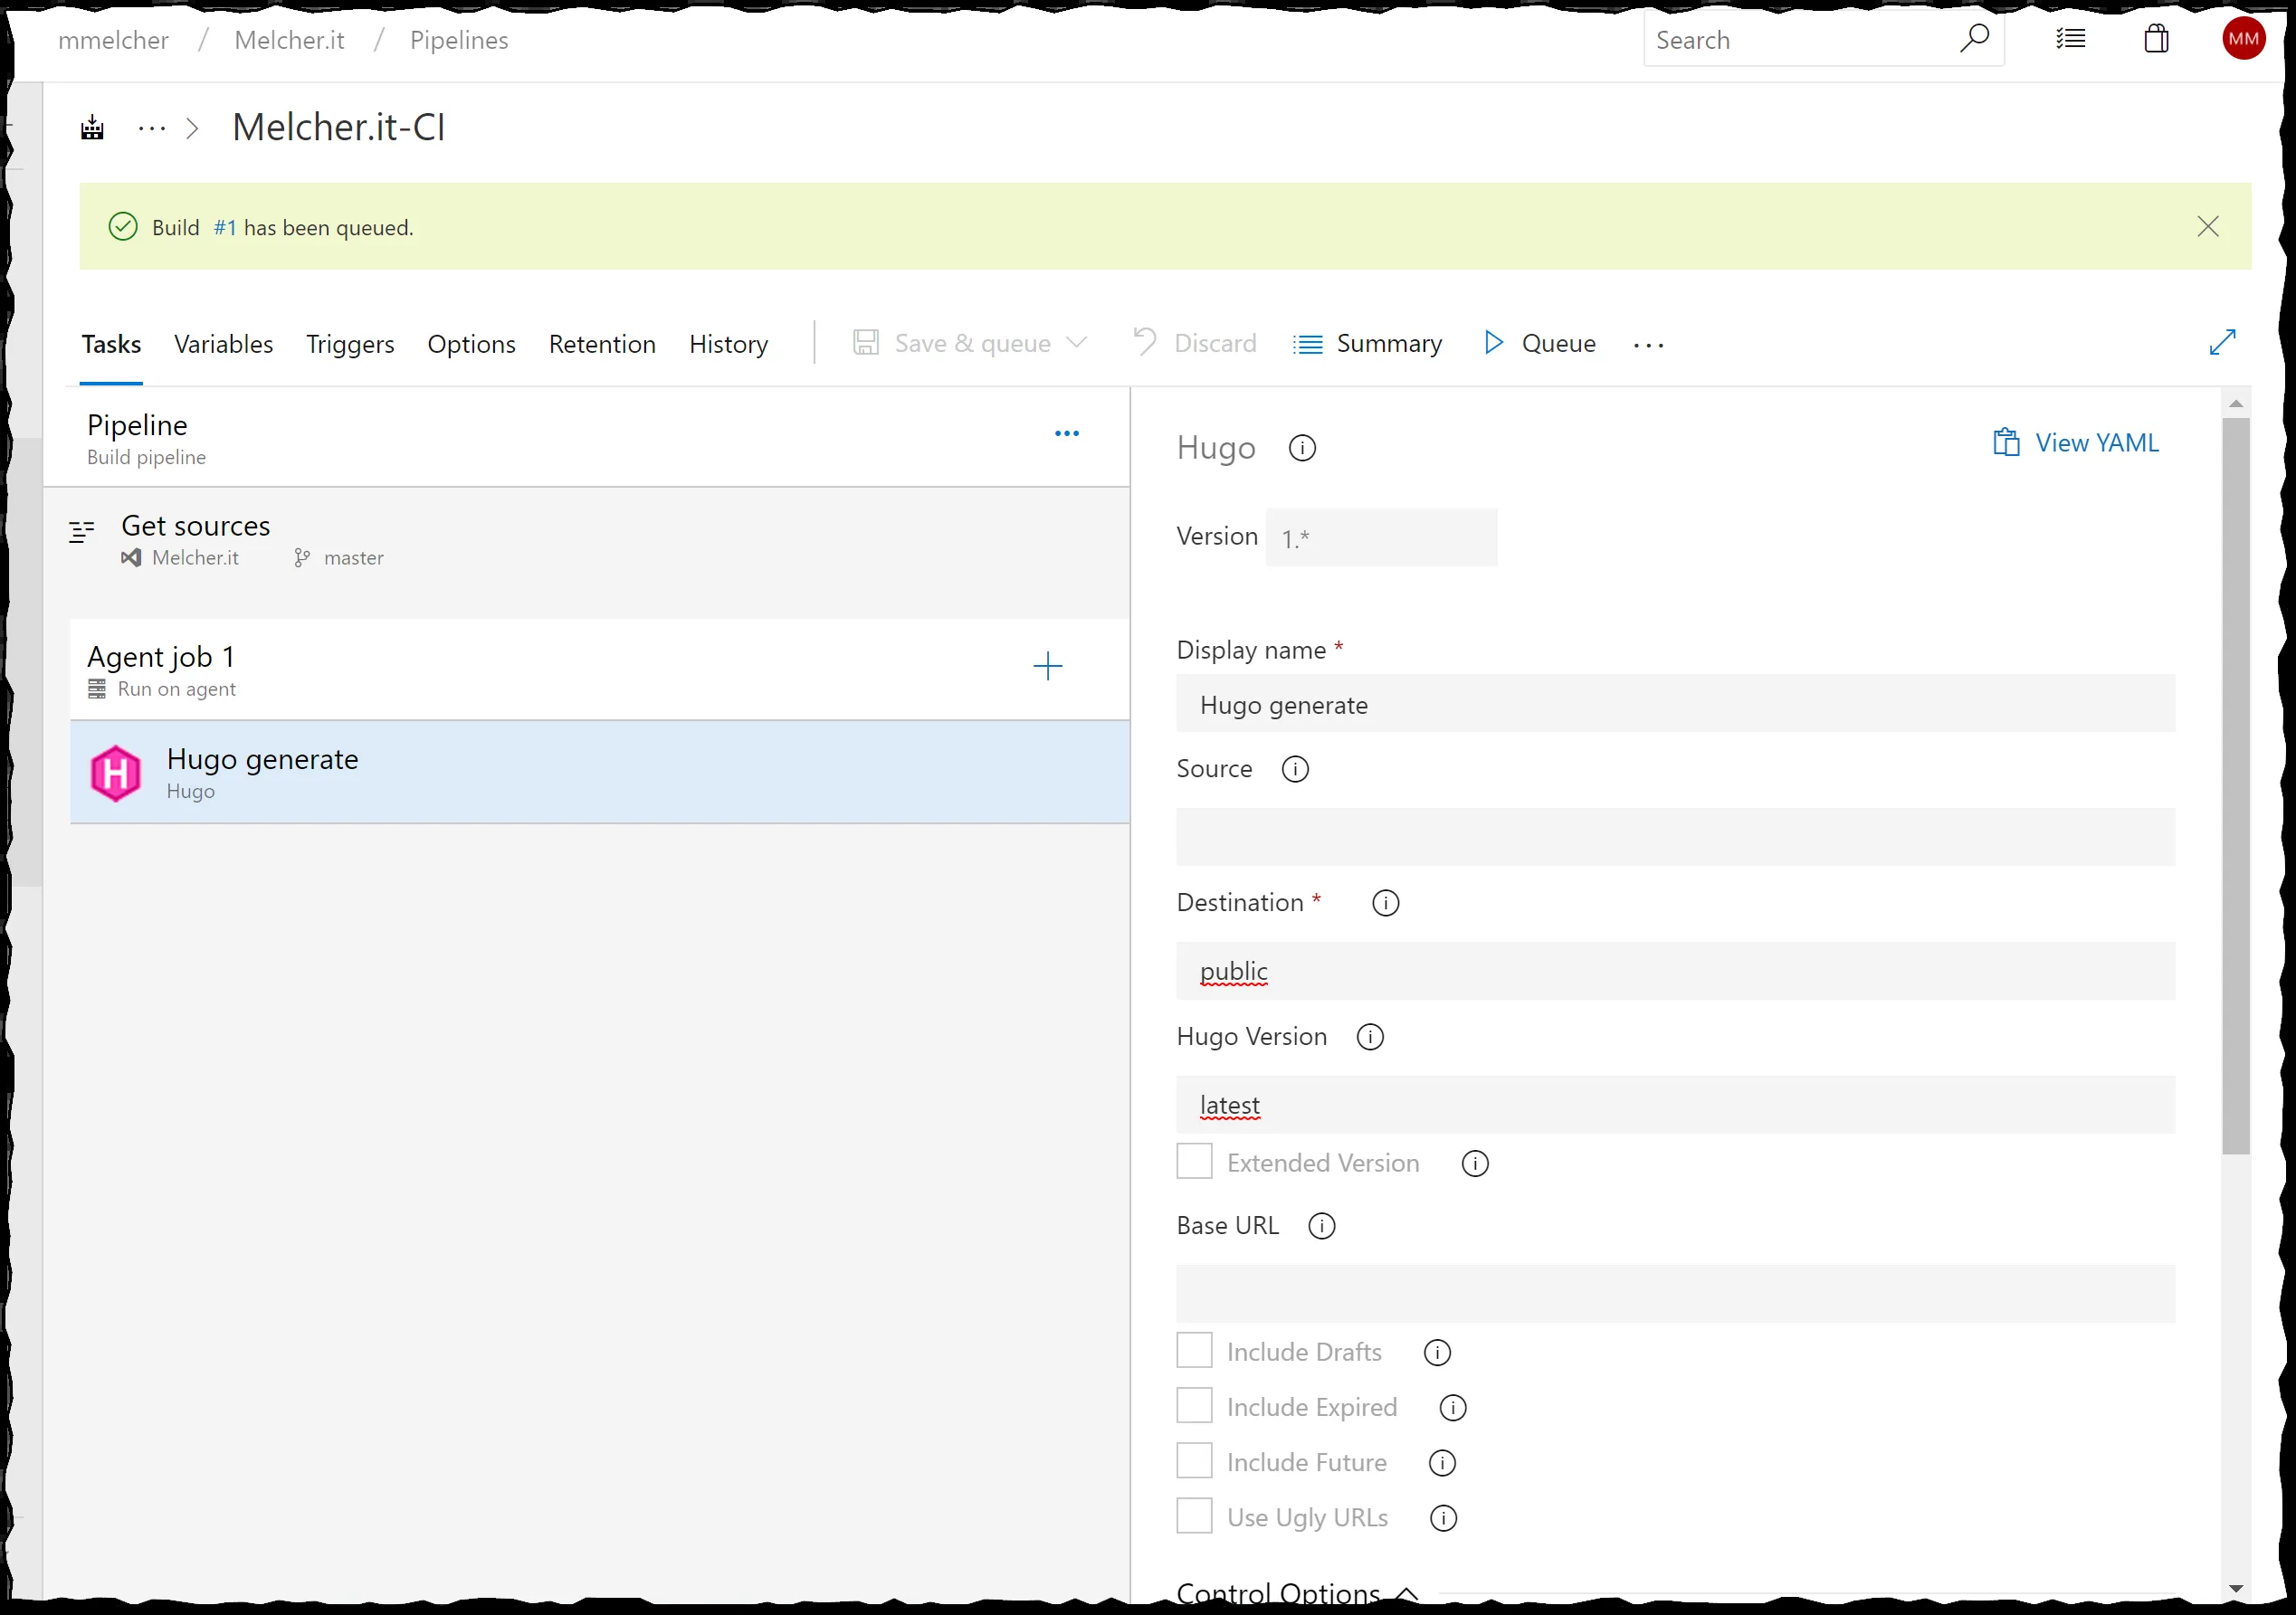 mmelcher / Melcher.it / Pipelines
Search
MM
... > Melcher.it-CI
Build #1 has been queued.
Tasks Variables Triggers Options Retention History Save & queue Discard Summary Queue ...
Pipeline
Build pipeline
...
Get sources
Melcher.it master
Agent job 1
Run on agent
Hugo generate
Hugo
Hugo
View YAML
Version 1.*
Display name *
Hugo generate
Source
Destination *
public
Hugo Version
latest
Extended Version
Base URL
Include Drafts
Include Expired
Include Future
Use Ugly URLs
Control Options